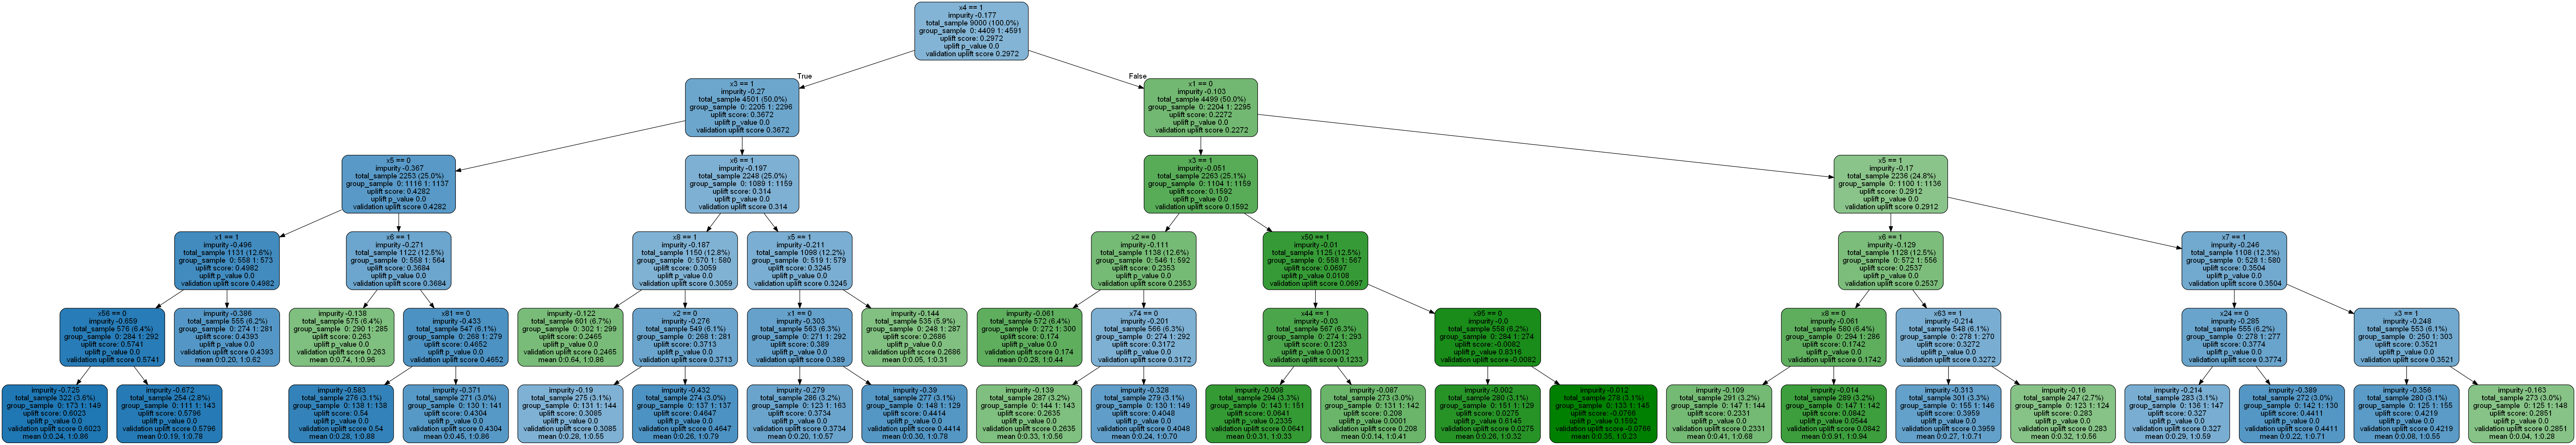 x4 == 1
impurity -0.177
total_sample 9000 (100.0%)
group_sample 0: 4409 1: 4591
uplift score: 0.2972
uplift p_value 0.0
validation uplift score 0.2972
True
False
x3 == 1
impurity -0.27
total_sample 4501 (50.0%)
group_sample 0: 2205 1: 2296
uplift score: 0.3672
uplift p_value 0.0
validation uplift score 0.3672
x1 == 0
impurity -0.103
total_sample 4499 (50.0%)
group_sample 0: 2204 1: 2295
uplift score: 0.2272
uplift p_value 0.0
validation uplift score 0.2272
x5 == 0
impurity -0.367
total_sample 2253 (25.0%)
group_sample 0: 1116 1: 1137
uplift score: 0.4282
uplift p_value 0.0
validation uplift score 0.4282
x6 == 1
impurity -0.197
total_sample 2248 (25.0%)
group_sample 0: 1089 1: 1159
uplift score: 0.314
uplift p_value 0.0
validation uplift score 0.314
x3 == 1
impurity -0.051
total_sample 2263 (25.1%)
group_sample 0: 1104 1: 1159
uplift score: 0.1592
uplift p_value 0.0
validation uplift score 0.1592
x5 == 1
impurity -0.17
total_sample 2236 (24.8%)
group_sample 0: 1100 1: 1136
uplift score: 0.2912
uplift p_value 0.0
validation uplift score 0.2912
x1 == 1
impurity -0.496
total_sample 1131 (12.6%)
group_sample 0: 558 1: 573
uplift score: 0.4982
uplift p_value 0.0
validation uplift score 0.4982
x6 == 1
impurity -0.271
total_sample 1122 (12.5%)
group_sample 0: 558 1: 564
uplift score: 0.3684
uplift p_value 0.0
validation uplift score 0.3684
x8 == 1
impurity -0.187
total_sample 1150 (12.8%)
group_sample 0: 570 1: 580
uplift score: 0.3059
uplift p_value 0.0
validation uplift score 0.3059
x5 == 1
impurity -0.211
total_sample 1098 (12.2%)
group_sample 0: 519 1: 579
uplift score: 0.3245
uplift p_value 0.0
validation uplift score 0.3245
x2 == 0
impurity -0.111
total_sample 1138 (12.6%)
group_sample 0: 546 1: 592
uplift score: 0.2353
uplift p_value 0.0
validation uplift score 0.2353
x50 == 1
impurity -0.01
total_sample 1125 (12.5%)
group_sample 0: 558 1: 567
uplift score: 0.0697
uplift p_value 0.0108
validation uplift score 0.0697
x6 == 1
impurity -0.129
total_sample 1128 (12.5%)
group_sample 0: 572 1: 556
uplift score: 0.2537
uplift p_value 0.0
validation uplift score 0.2537
x7 == 1
impurity -0.246
total_sample 1108 (12.3%)
group_sample 0: 528 1: 580
uplift score: 0.3504
uplift p_value 0.0
validation uplift score 0.3504
x56 == 0
impurity -0.659
total_sample 576 (6.4%)
group_sample 0: 284 1: 292
uplift score: 0.5741
uplift p_value 0.0
validation uplift score 0.5741
impurity -0.386
total_sample 555 (6.2%)
group_sample 0: 274 1: 281
uplift score: 0.4393
uplift p_value 0.0
validation uplift score 0.4393
mean 0:0.18, 1:0.62
impurity -0.138
total_sample 575 (6.4%)
group_sample 0: 290 1: 285
uplift score: 0.263
uplift p_value 0.0
validation uplift score 0.263
mean 0:0.74, 1:0.96
x81 == 0
impurity -0.433
total_sample 547 (6.1%)
group_sample 0: 268 1: 279
uplift score: 0.4652
uplift p_value 0.0
validation uplift score 0.4652
impurity -0.122
total_sample 601 (6.7%)
group_sample 0: 302 1: 299
uplift score: 0.2465
uplift p_value 0.0
validation uplift score 0.2465
mean 0:0.64, 1:0.86
x2 == 0
impurity -0.276
total_sample 549 (6.1%)
group_sample 0: 268 1: 281
uplift score: 0.3713
uplift p_value 0.0
validation uplift score 0.3713
x1 == 0
impurity -0.303
total_sample 563 (6.3%)
group_sample 0: 271 1: 292
uplift score: 0.389
uplift p_value 0.0
validation uplift score 0.389
impurity -0.144
total_sample 535 (5.9%)
group_sample 0: 248 1: 287
uplift score: 0.2686
uplift p_value 0.0
validation uplift score 0.2686
mean 0:0.05, 1:0.31
impurity -0.061
total_sample 572 (6.4%)
group_sample 0: 272 1: 300
uplift score: 0.174
uplift p_value 0.0
validation uplift score 0.174
mean 0:0.28, 1:0.44
x74 == 0
impurity -0.201
total_sample 566 (6.3%)
group_sample 0: 274 1: 292
uplift score: 0.3172
uplift p_value 0.0
validation uplift score 0.3172
x44 == 1
impurity -0.03
total_sample 567 (6.3%)
group_sample 0: 274 1: 293
uplift score: 0.1233
uplift p_value 0.0012
validation uplift score 0.1233
x95 == 0
impurity -0.0
total_sample 558 (6.2%)
group_sample 0: 284 1: 274
uplift score: -0.0082
uplift p_value 0.8316
validation uplift score -0.0082
x8 == 0
impurity -0.061
total_sample 580 (6.4%)
group_sample 0: 294 1: 286
uplift score: 0.1742
uplift p_value 0.0
validation uplift score 0.1742
x63 == 1
impurity -0.214
total_sample 548 (6.1%)
group_sample 0: 278 1: 270
uplift score: 0.3272
uplift p_value 0.0
validation uplift score 0.3272
x24 == 0
impurity -0.285
total_sample 555 (6.2%)
group_sample 0: 278 1: 277
uplift score: 0.3774
uplift p_value 0.0
validation uplift score 0.3774
x3 == 1
impurity -0.248
total_sample 553 (6.1%)
group_sample 0: 250 1: 303
uplift score: 0.3521
uplift p_value 0.0
validation uplift score 0.3521
impurity -0.725
total_sample 322 (3.6%)
group_sample 0: 173 1: 149
uplift score: 0.6023
uplift p_value 0.0
validation uplift score 0.6023
mean 0:0.24, 1:0.86
impurity -0.672
total_sample 254 (2.8%)
group_sample 0: 111 1: 143
uplift score: 0.5796
uplift p_value 0.0
validation uplift score 0.5796
mean 0:0.19, 1:0.78
impurity -0.583
total_sample 276 (3.1%)
group_sample 0: 138 1: 138
uplift score: 0.54
uplift p_value 0.0
validation uplift score 0.54
mean 0:0.28, 1:0.88
impurity -0.371
total_sample 271 (3.0%)
group_sample 0: 130 1: 141
uplift score: 0.4304
uplift p_value 0.0
validation uplift score 0.4304
mean 0:0.45, 1:0.86
impurity -0.19
total_sample 275 (3.1%)
group_sample 0: 131 1: 144
uplift score: 0.3085
uplift p_value 0.0
validation uplift score 0.3085
mean 0:0.28, 1:0.55
impurity -0.432
total_sample 274 (3.0%)
group_sample 0: 137 1: 137
uplift score: 0.4647
uplift p_value 0.0
validation uplift score 0.4647
mean 0:0.26, 1:0.79
impurity -0.279
total_sample 286 (3.2%)
group_sample 0: 123 1: 163
uplift score: 0.3734
uplift p_value 0.0
validation uplift score 0.3734
mean 0:0.20, 1:0.57
impurity -0.39
total_sample 277 (3.1%)
group_sample 0: 148 1: 129
uplift score: 0.4414
uplift p_value 0.0
validation uplift score 0.4414
mean 0:0.30, 1:0.78
impurity -0.139
total_sample 287 (3.2%)
group_sample 0: 144 1: 143
uplift score: 0.2635
uplift p_value 0.0
validation uplift score 0.2635
mean 0:0.33, 1:0.56
impurity -0.328
total_sample 279 (3.1%)
group_sample 0: 130 1: 149
uplift score: 0.4048
uplift p_value 0.0
validation uplift score 0.4048
mean 0:0.24, 1:0.70
impurity -0.008
total_sample 294 (3.3%)
group_sample 0: 143 1: 151
uplift score: 0.0641
uplift p_value 0.2335
validation uplift score 0.0641
mean 0:0.31, 1:0.33
impurity -0.087
total_sample 273 (3.0%)
group_sample 0: 131 1: 142
uplift score: 0.208
uplift p_value 0.0001
validation uplift score 0.208
mean 0:0.14, 1:0.41
impurity -0.002
total_sample 280 (3.1%)
group_sample 0: 151 1: 129
uplift score: 0.0275
uplift p_value 0.6145
validation uplift score 0.0275
mean 0:0.26, 1:0.32
impurity -0.012
total_sample 278 (3.1%)
group_sample 0: 133 1: 145
uplift score: -0.0766
uplift p_value 0.1592
validation uplift score -0.0766
mean 0:0.35, 1:0.23
impurity -0.109
total_sample 291 (3.2%)
group_sample 0: 147 1: 144
uplift score: 0.2331
uplift p_value 0.0
validation uplift score 0.2331
mean 0:0.41, 1:0.68
impurity -0.014
total_sample 289 (3.2%)
group_sample 0: 147 1: 142
uplift score: 0.0842
uplift p_value 0.0544
validation uplift score 0.0842
mean 0:0.91, 1:0.94
impurity -0.313
total_sample 301 (3.3%)
group_sample 0: 155 1: 146
uplift score: 0.3959
uplift p_value 0.0
validation uplift score 0.3959
mean 0:0.27, 1:0.71
impurity -0.16
total_sample 247 (2.7%)
group_sample 0: 123 1: 124
uplift score: 0.283
uplift p_value 0.0
validation uplift score 0.283
mean 0:0.32, 1:0.56
impurity -0.214
total_sample 283 (3.1%)
group_sample 0: 136 1: 147
uplift score: 0.327
uplift p_value 0.0
validation uplift score 0.327
mean 0:0.29, 1:0.59
impurity -0.389
total_sample 272 (3.0%)
group_sample 0: 142 1: 130
uplift score: 0.4411
uplift p_value 0.0
validation uplift score 0.4411
mean 0:0.22, 1:0.71
impurity -0.356
total_sample 280 (3.1%)
group_sample 0: 125 1: 155
uplift score: 0.4219
uplift p_value 0.0
validation uplift score 0.4219
mean 0:0.08, 1:0.55
impurity -0.163
total_sample 273 (3.0%)
group_sample 0: 125 1: 148
uplift score: 0.2851
uplift p_value 0.0
validation uplift score 0.2851
mean 0:0.04, 1:0.28